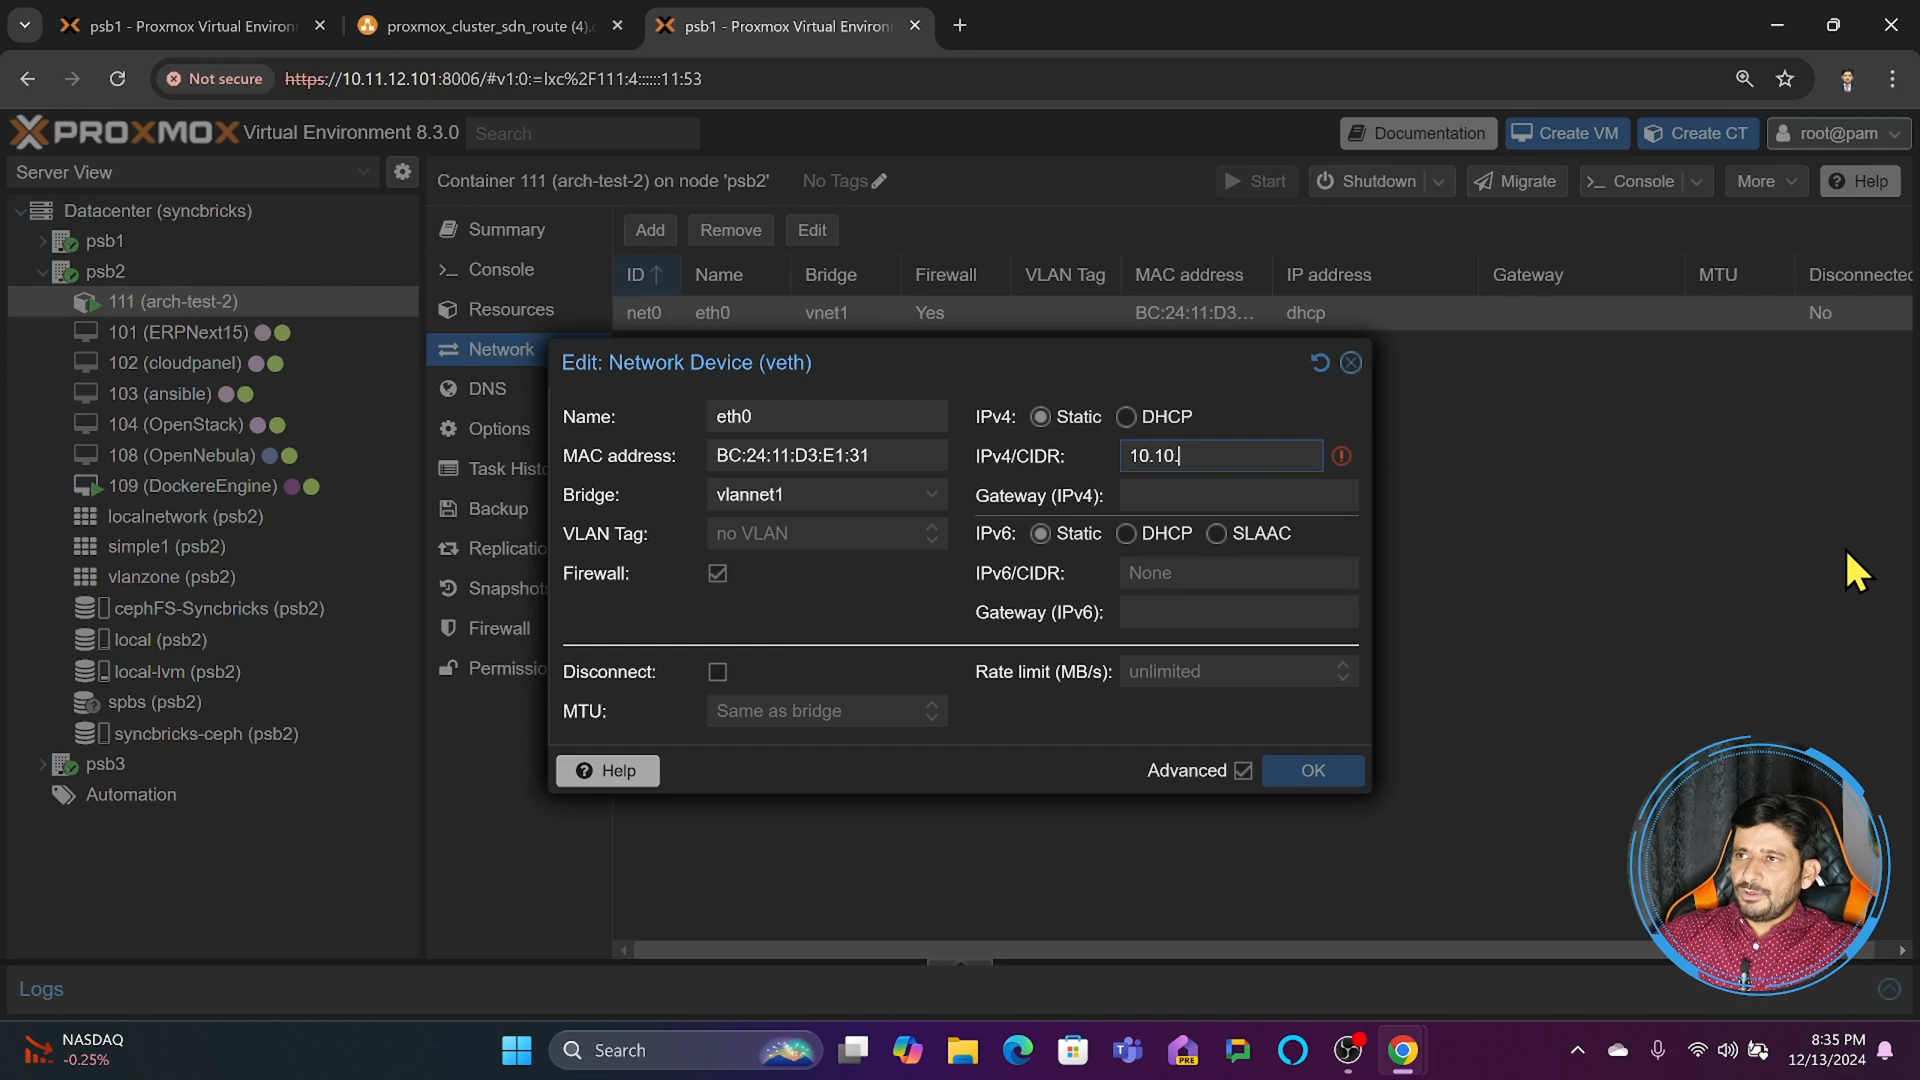 psb1 - Proxmox Virtual Environ
proxmox_cluster_sdn_route (4).
psb1 - Proxmox Virtual Environ
Not secure
https://10.11.12.101:8006/#v1:0:=lxc%2F111:4::::::11:53
PROXMOX Virtual Environment 8.3.0
Search
Documentation
Create VM
Create CT
root@pam
Server View
Container 111 (arch-test-2) on node 'psb2'
No Tags
Start
Shutdown
Migrate
Console
More
Help
Datacenter (syncbricks)
psb1
psb2
111 (arch-test-2)
101 (ERPNext15)
102 (cloudpanel)
103 (ansible)
104 (OpenStack)
108 (OpenNebula)
109 (DockereEngine)
localnetwork (psb2)
simple1 (psb2)
vlanzone (psb2)
cephFS-Syncbricks (psb2)
local (psb2)
local-lvm (psb2)
spbs (psb2)
syncbricks-ceph (psb2)
psb3
Automation
Summary
Console
Resources
Network
DNS
Options
Task Histo
Backup
Replicatio
Snapshots
Firewall
Permissio
Add
Remove
Edit
ID
Name
Bridge
Firewall
VLAN Tag
MAC address
IP address
Gateway
MTU
Disconnected
net0
eth0
vnet1
Yes
BC:24:11:D3...
dhcp
No
Edit: Network Device (veth)
Name:
eth0
MAC address:
BC:24:11:D3:E1:31
Bridge:
vlannet1
VLAN Tag:
no VLAN
Firewall:
IPv4:
Static
DHCP
IPv4/CIDR:
10.10.
Gateway (IPv4):
IPv6:
Static
DHCP
SLAAC
IPv6/CIDR:
None
Gateway (IPv6):
Disconnect:
MTU:
Same as bridge
Rate limit (MB/s):
unlimited
Help
Advanced
OK
Logs
NASDAQ
-0.25%
Search
PRE
8:35 PM
12/13/2024